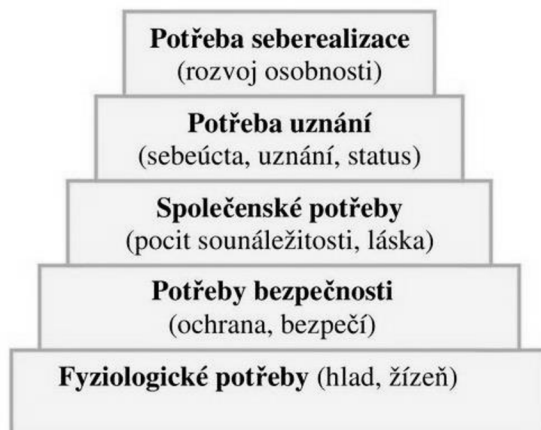 Potřeba seberealizace
(rozvoj osobnosti)
Potřeba uznání
(sebeúcta, uznání, status)
Společenské potřeby
(pocit sounáležitosti, láska)
Potřeby bezpečnosti
(ochrana, bezpečí)
Fyziologické potřeby (hlad, žízeň)